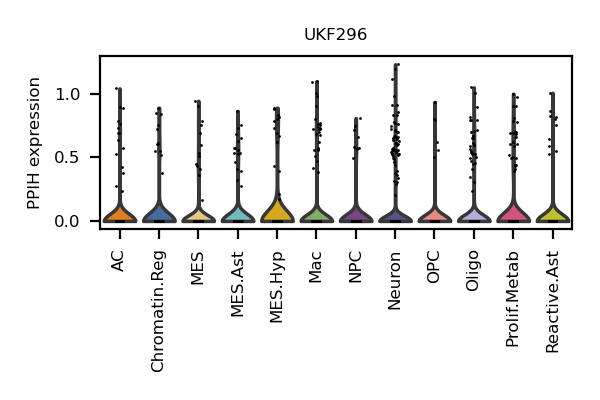 UKF296
PPIH expression
1.0
0.5
0.0
AC
Chromatin.Reg
MES
MES.Ast
MES.Hyp
Mac
NPC
Neuron
OPC
Oligo
Prolif.Metab
Reactive.Ast